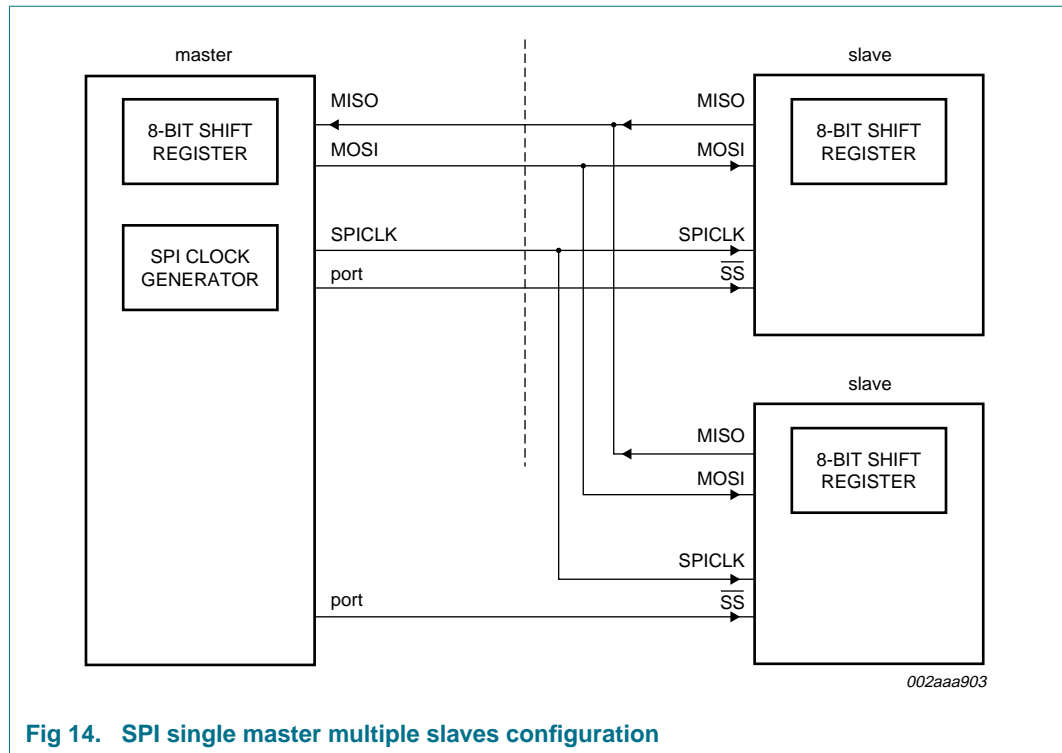 master
slave
MISO
MISO
8-BIT SHIFT
REGISTER
8-BIT SHIFT
REGISTER
MOSI
MOSI
SPICLK
SPICLK
SPI CLOCK
GENERATOR
port
SS
slave
MISO
8-BIT SHIFT
REGISTER
MOSI
SPICLK
port
SS
002aaa903
Fig 14. SPI single master multiple slaves configuration